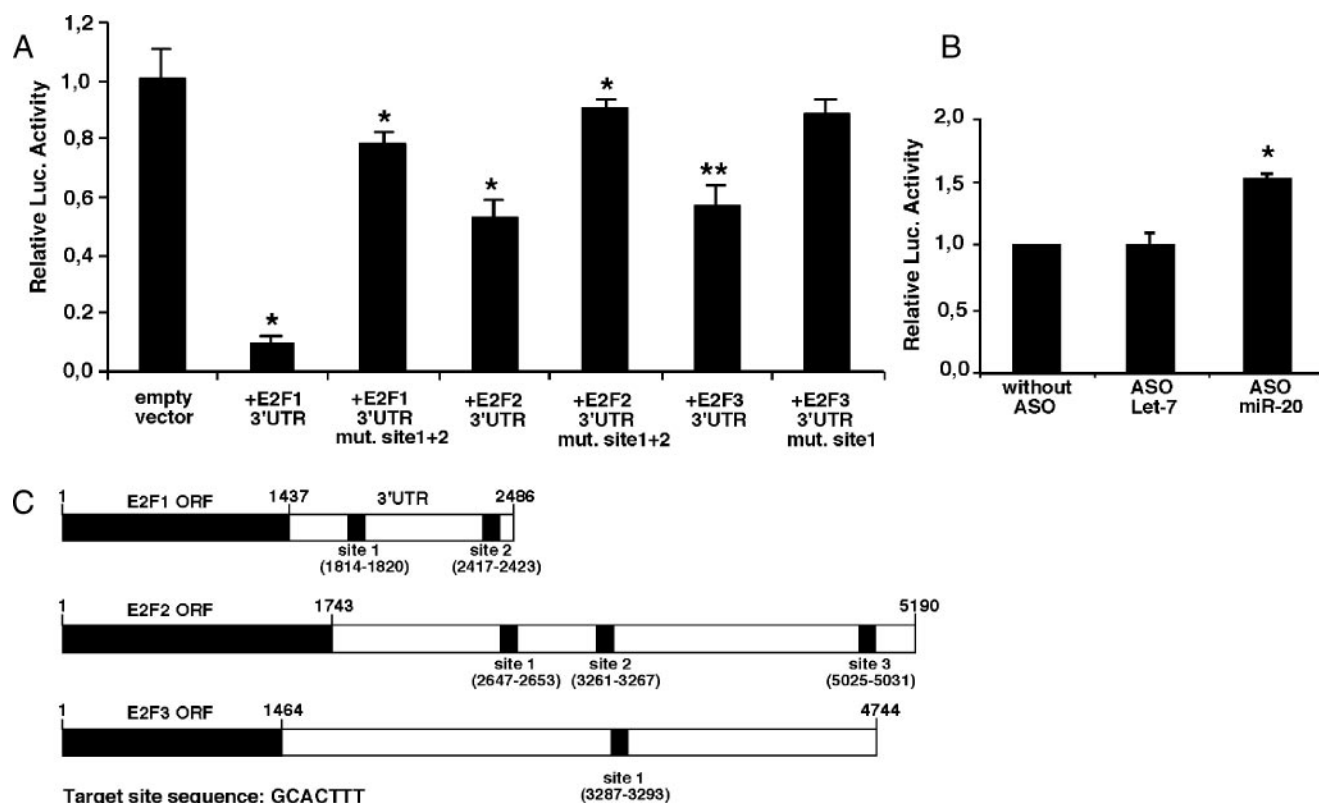 A
Relative Luc. Activity
1,2
1,0
0,8
0,6
0,4
0,2
0,0
*
*
*
*
**
empty
vector
+E2F1
3'UTR
+E2F1
3'UTR
mut. site1+2
+E2F2
3'UTR
+E2F2
3'UTR
mut. site1+2
+E2F3
3'UTR
+E2F3
3'UTR
mut. site1
B
Relative Luc. Activity
2,0
1,5
1,0
0,5
0,0
*
without
ASO
ASO
Let-7
ASO
miR-20
C
1 E2F1 ORF 1437 3'UTR 2486
site 1 site 2
(1814-1820) (2417-2423)
1 E2F2 ORF 1743 5190
site 1 site 2 site 3
(2647-2653) (3261-3267) (5025-5031)
1 E2F3 ORF 1464 4744
site 1
(3287-3293)
Target site sequence: GCACTTT